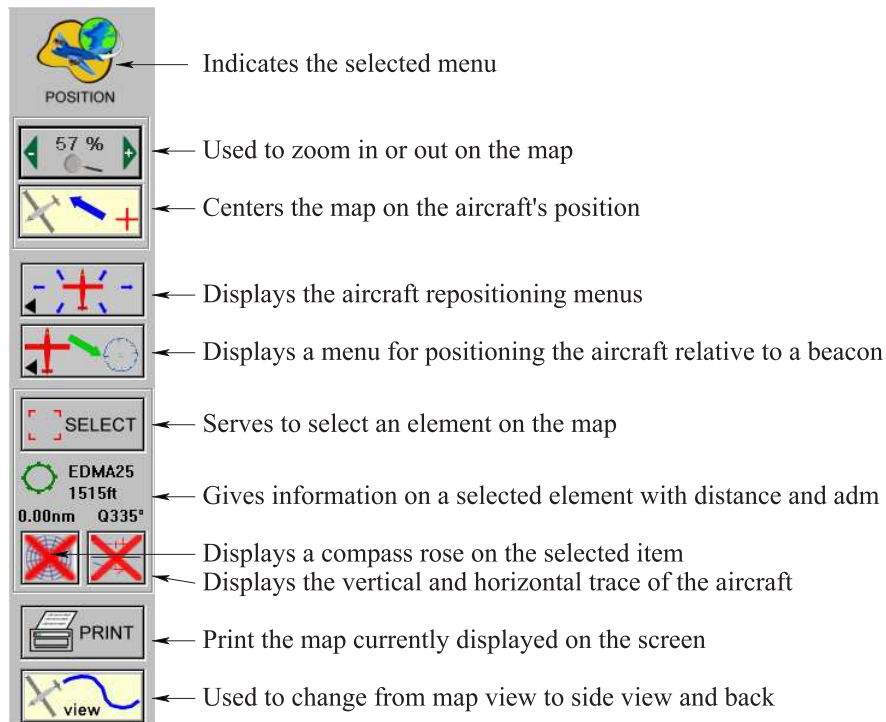 Indicates the selected menu
POSITION
- 57 % +
Used to zoom in or out on the map
Centers the map on the aircraft's position
Displays the aircraft repositioning menus
Displays a menu for positioning the aircraft relative to a beacon
SELECT
Serves to select an element on the map
EDMA25
1515ft
0.00nm Q335°
Gives information on a selected element with distance and adm
Displays a compass rose on the selected item
Displays the vertical and horizontal trace of the aircraft
PRINT
Print the map currently displayed on the screen
view
Used to change from map view to side view and back